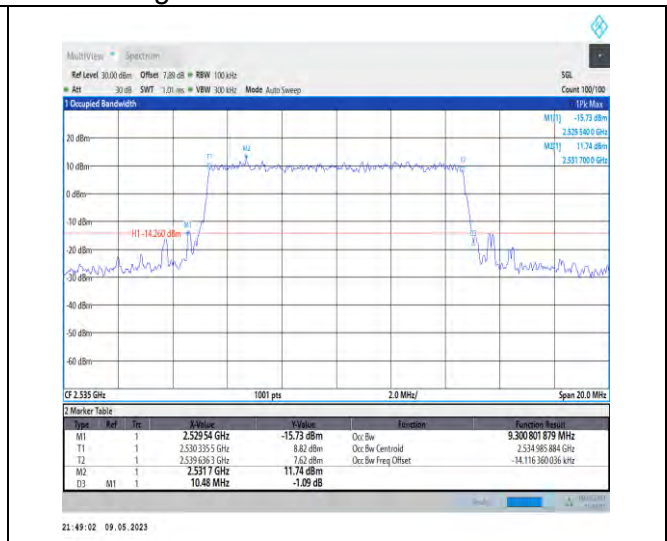 MultiView Spectrum
Ref Level 30.00 dBm Offset 7.89 dB RBW 100 kHz SGL
Att 30 dB SWT 1.01 ms VBW 300 kHz Mode Auto Sweep Count 100/100
1 Occupied Bandwidth 1Pk Max
M1[1] -15.73 dBm
2.529 540 0 GHz
M2[1] 11.74 dBm
2.531 700 0 GHz
20 dBm
10 dBm
0 dBm
-10 dBm
-20 dBm
-30 dBm
-50 dBm
-60 dBm
T1
M2
T2
M1
H1 -14.260 dBm
D3
CF 2.535 GHz 1001 pts 2.0 MHz/ Span 20.0 MHz
2 Marker Table
Type Ref Trc X-Value Y-Value Function Function Result
M1 1 2.529 54 GHz -15.73 dBm Occ Bw 9.300 801 879 MHz
T1 1 2.530 335 5 GHz 8.82 dBm Occ Bw Centroid 2.534 985 884 GHz
T2 1 2.539 636 3 GHz 7.62 dBm Occ Bw Freq Offset -14.116 360 036 kHz
M2 1 2.531 7 GHz 11.74 dBm
D3 M1 1 10.48 MHz -1.09 dB
21:49:02 09.05.2023